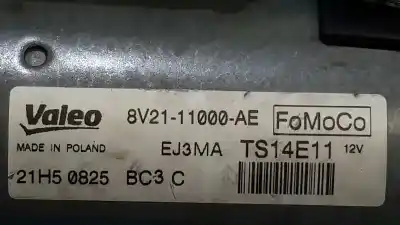 Valeo 8V21-11000-AE FoMoCo
MADE IN POLAND EJ3MA TS14E11 12V
21H5 0825 BC3 C